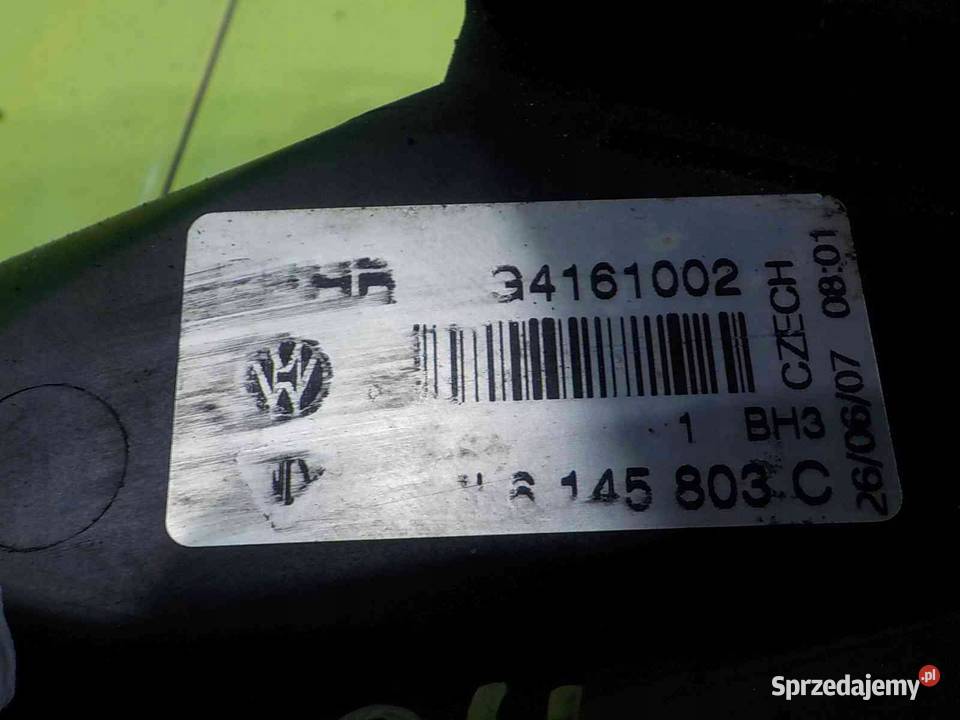 34161002
CZECH
26/06/07 08:01
1 BH3
145 803 C
Sprzedajemy.pl